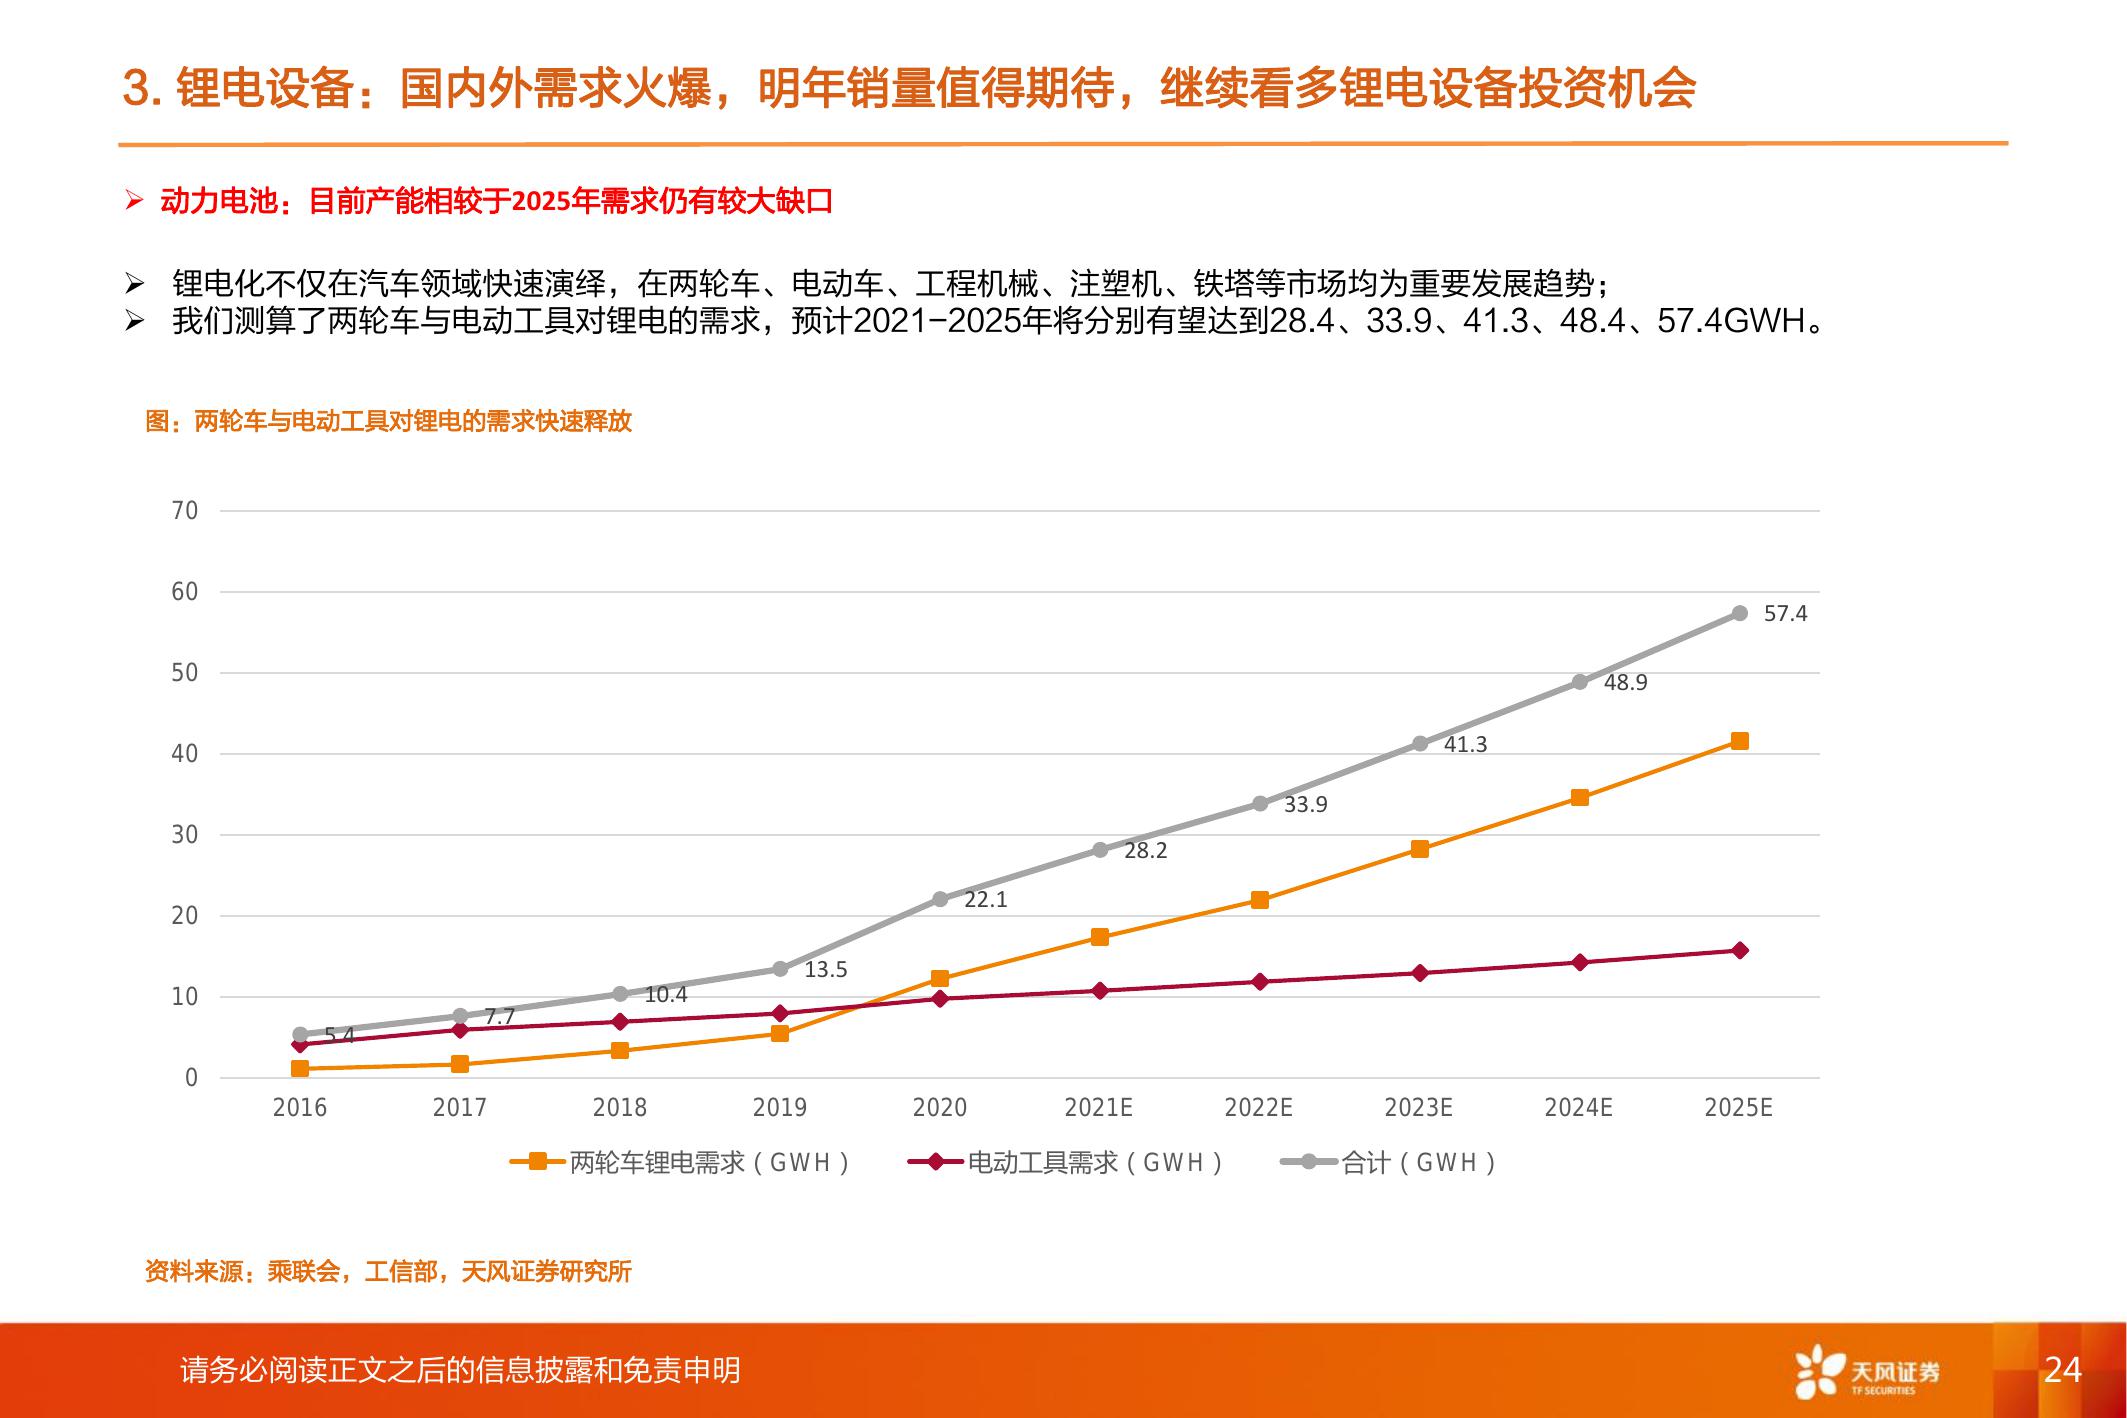 3. 锂电设备：国内外需求火爆，明年销量值得期待，继续看多锂电设备投资机会
➢ 动力电池：目前产能相较于2025年需求仍有较大缺口
➢ 锂电化不仅在汽车领域快速演绎，在两轮车、电动车、工程机械、注塑机、铁塔等市场均为重要发展趋势；
➢ 我们测算了两轮车与电动工具对锂电的需求，预计2021-2025年将分别有望达到28.4、33.9、41.3、48.4、57.4GWH。
图：两轮车与电动工具对锂电的需求快速释放
70
60
50
40
30
20
10
0
5.4
7.7
10.4
13.5
22.1
28.2
33.9
41.3
48.9
57.4
2016 2017 2018 2019 2020 2021E 2022E 2023E 2024E 2025E
两轮车锂电需求（GWH） 电动工具需求（GWH） 合计（GWH）
资料来源：乘联会，工信部，天风证券研究所
请务必阅读正文之后的信息披露和免责申明
天风证券
TF SECURITIES
24